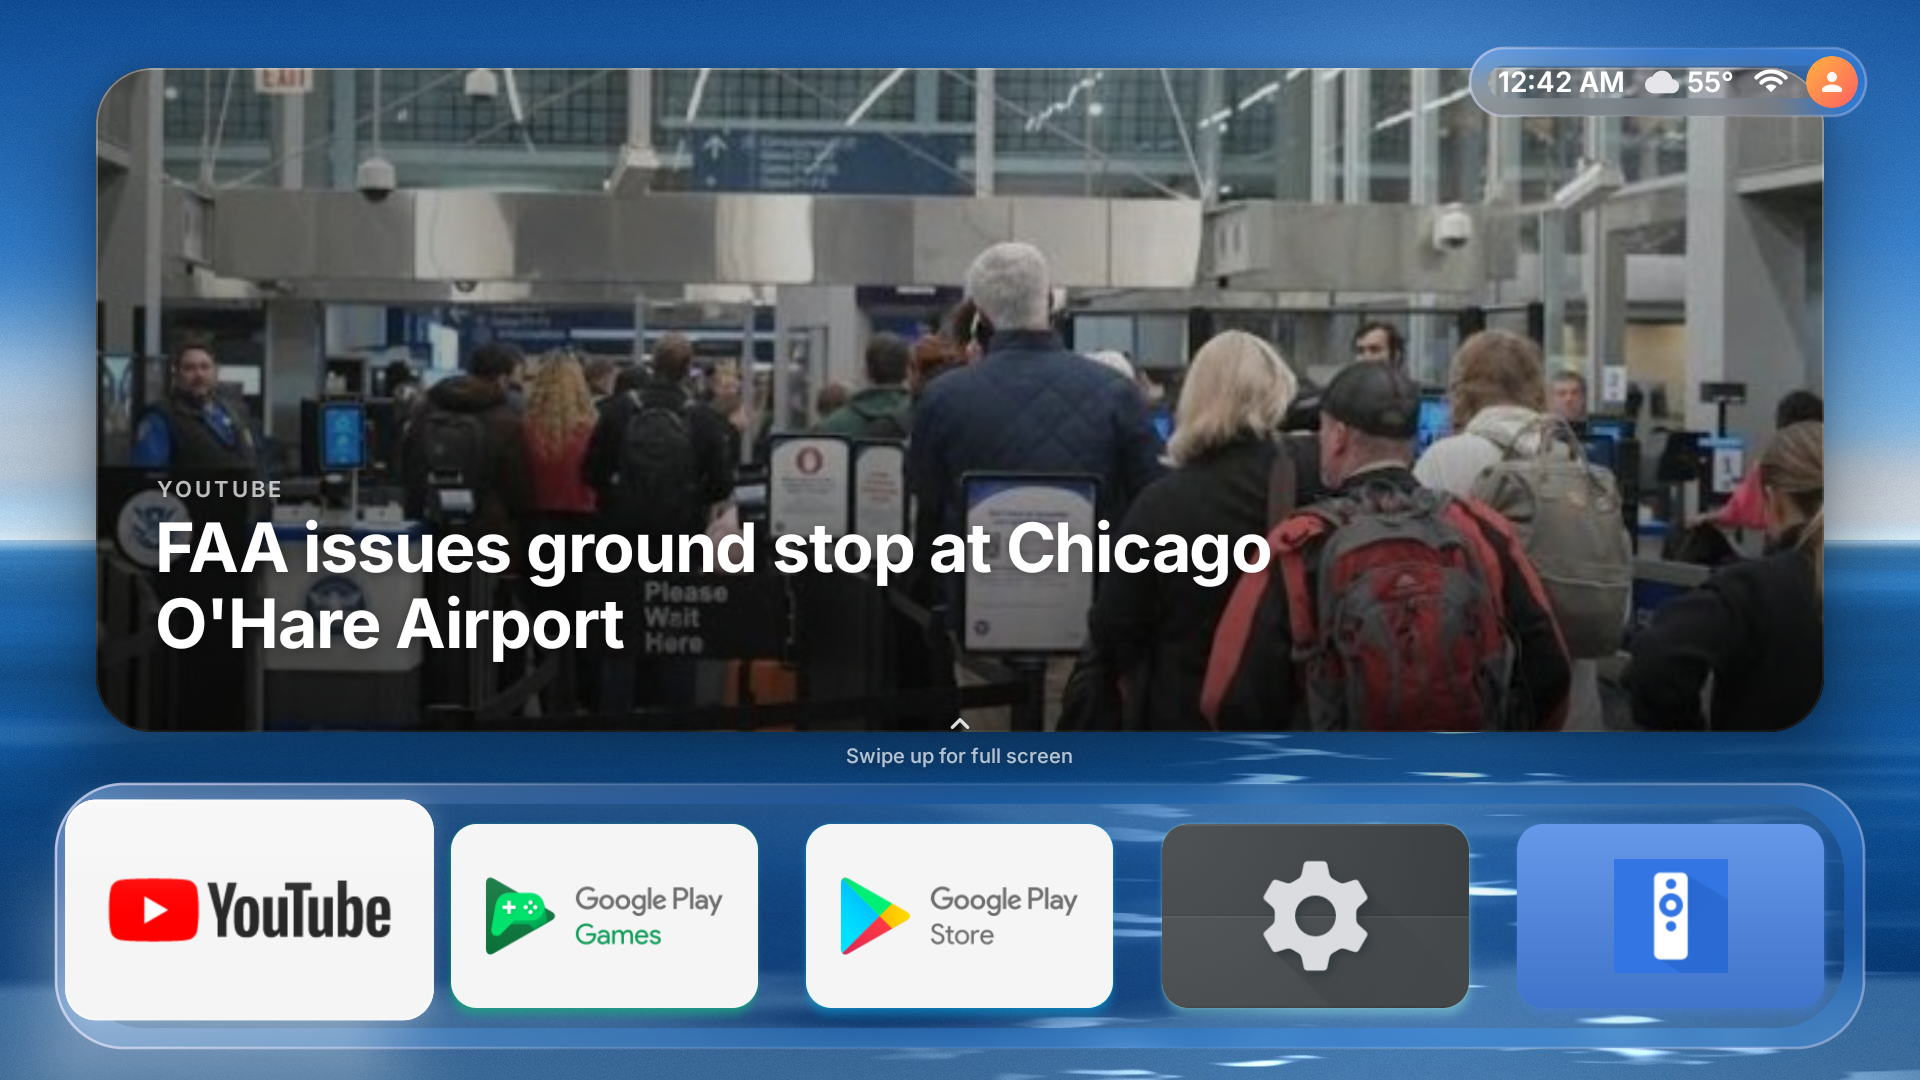 12:42 AM 55°
EXIT
YOUTUBE
FAA issues ground stop at Chicago
O'Hare Airport
Please
Wait
Here
Swipe up for full screen
YouTube
Google Play
Games
Google Play
Store